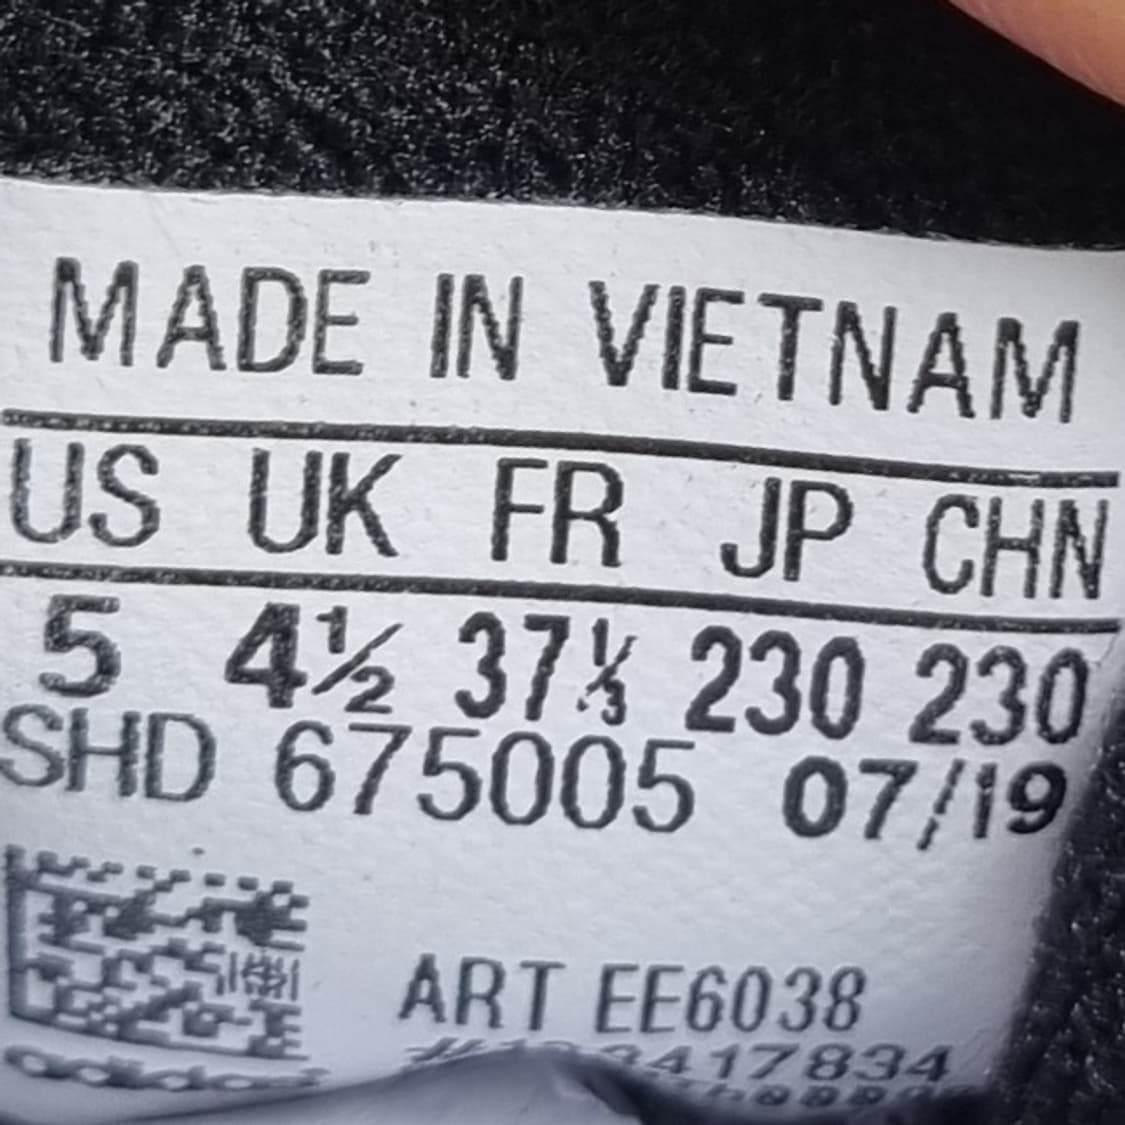 MADE IN VIETNAM
US UK FR JP CHN
5 4½ 37⅓ 230 230
SHD 675005 07/19
ART EE6038
adidas